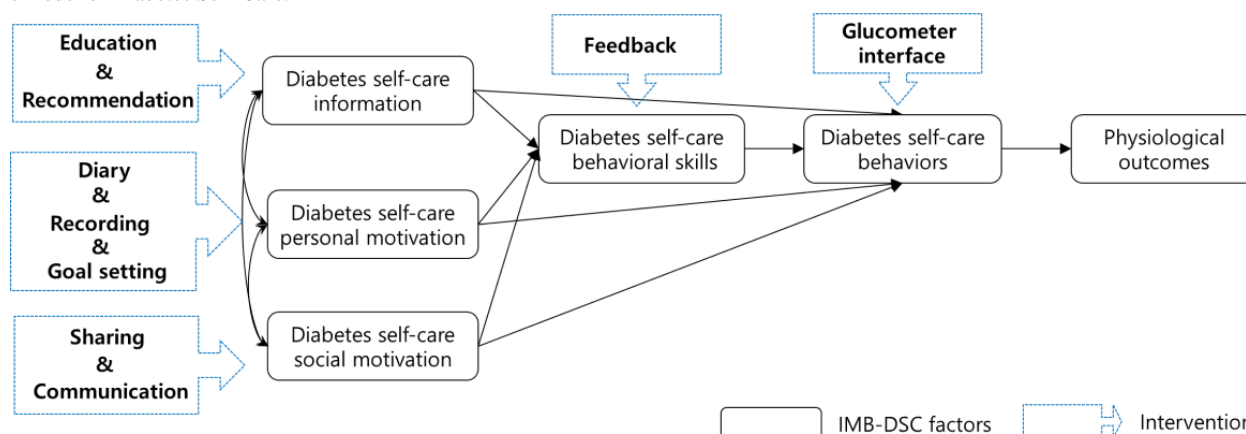 Education
&
Recommendation
Feedback
Glucometer
interface
Diabetes self-care
information
Diabetes self-care
behavioral skills
Diabetes self-care
behaviors
Physiological
outcomes
Diary
&
Recording
&
Goal setting
Diabetes self-care
personal motivation
Sharing
&
Communication
Diabetes self-care
social motivation
IMB-DSC factors
Intervention